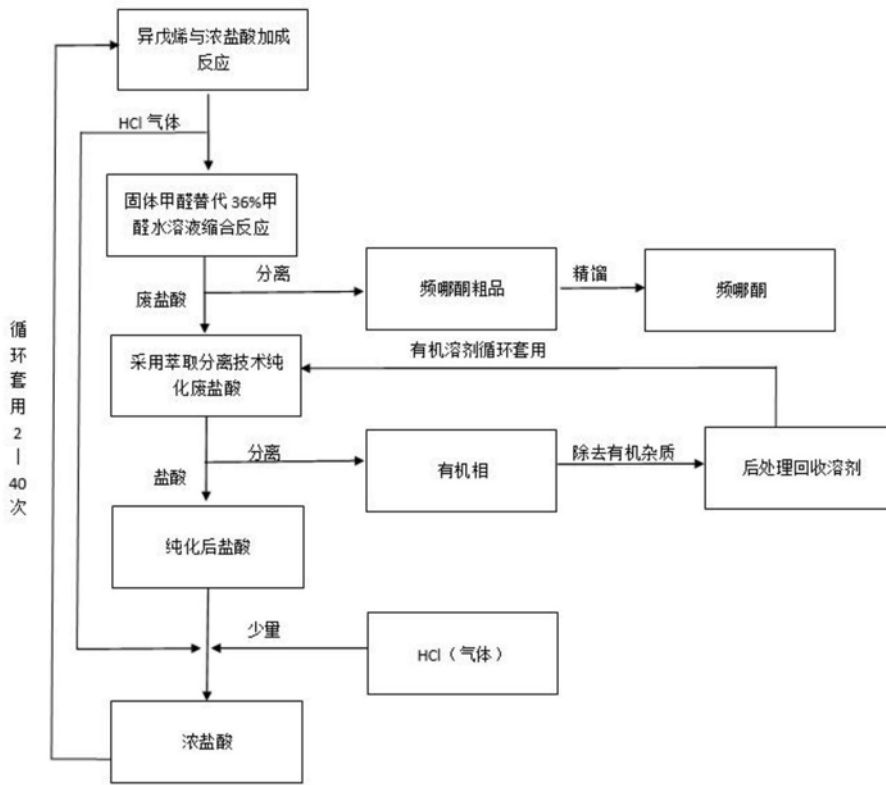 异戊烯与浓盐酸加成
反应
HCl 气体
固体甲醛替代 36%甲
醛水溶液缩合反应
分离
频哪酮粗品
精馏
频哪酮
废盐酸
有机溶剂循环套用
采用萃取分离技术纯
化废盐酸
分离
有机相
除去有机杂质
后处理回收溶剂
盐酸
纯化后盐酸
少量
HCl（气体）
浓盐酸
循
环
套
用
2
|
40
次